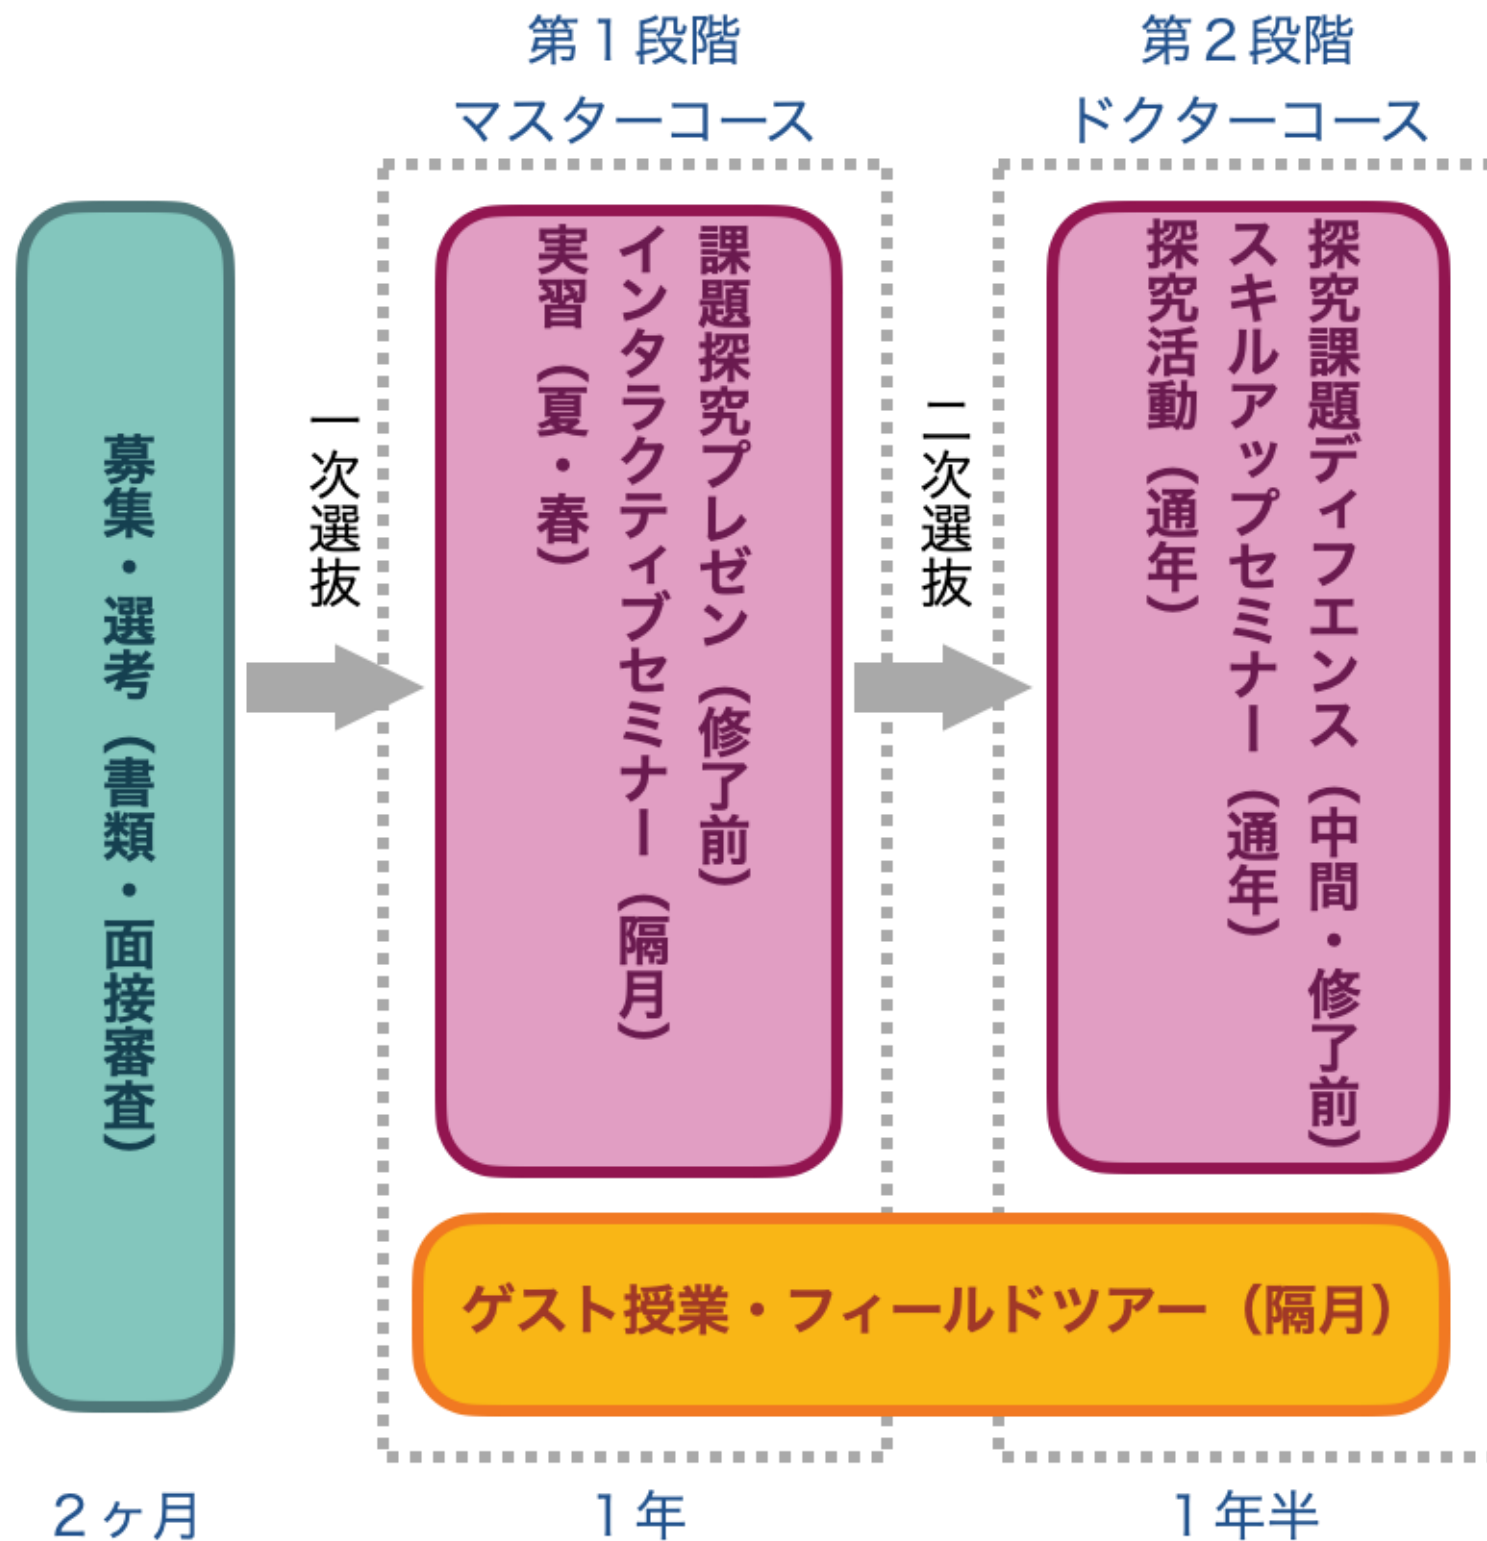 第１段階
マスターコース
第２段階
ドクターコース
募集・選考（書類・面接審査）
一次選抜
課題探究プレゼン（修了前）
インタラクティブセミナー（隔月）
実習（夏・春）
二次選抜
探究課題ディフエンス（中間・修了前）
スキルアップセミナー（通年）
探究活動（通年）
ゲスト授業・フィールドツアー（隔月）
２ヶ月
１年
１年半